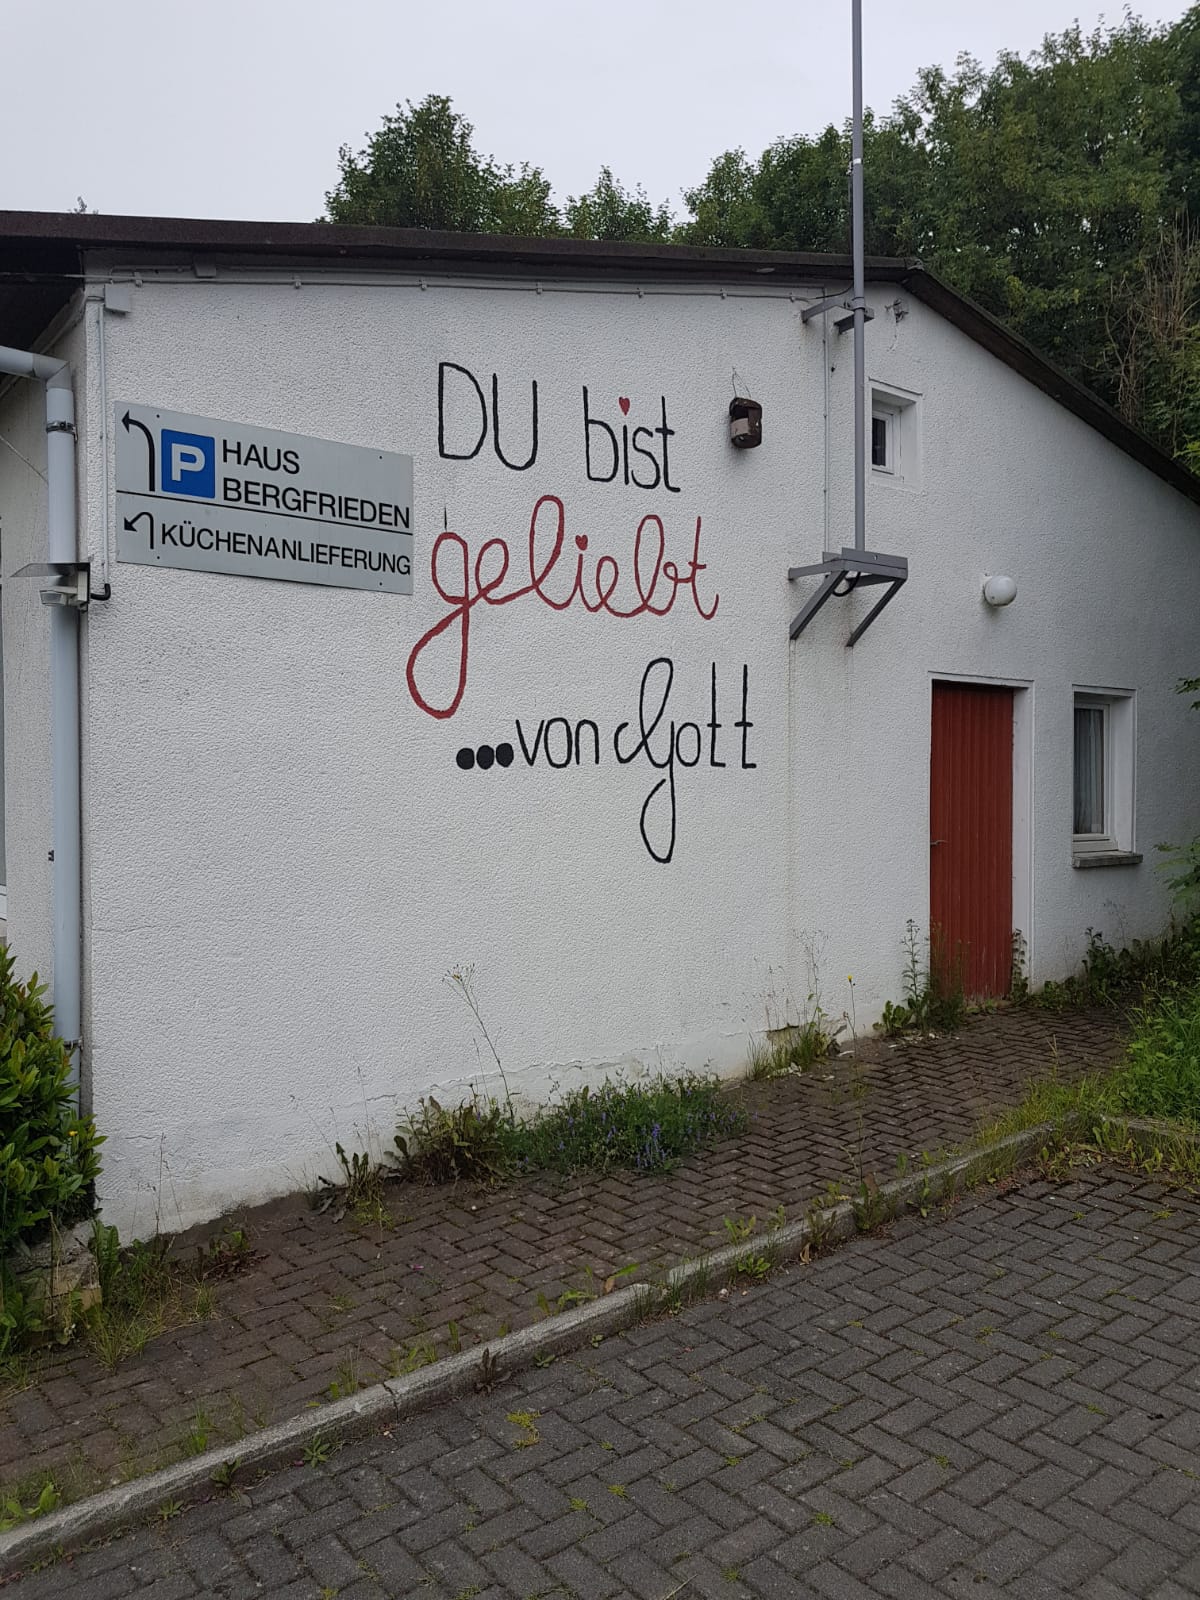 P HAUS
BERGFRIEDEN
KÜCHENANLIEFERUNG
DU bist
geliebt
...von Gott